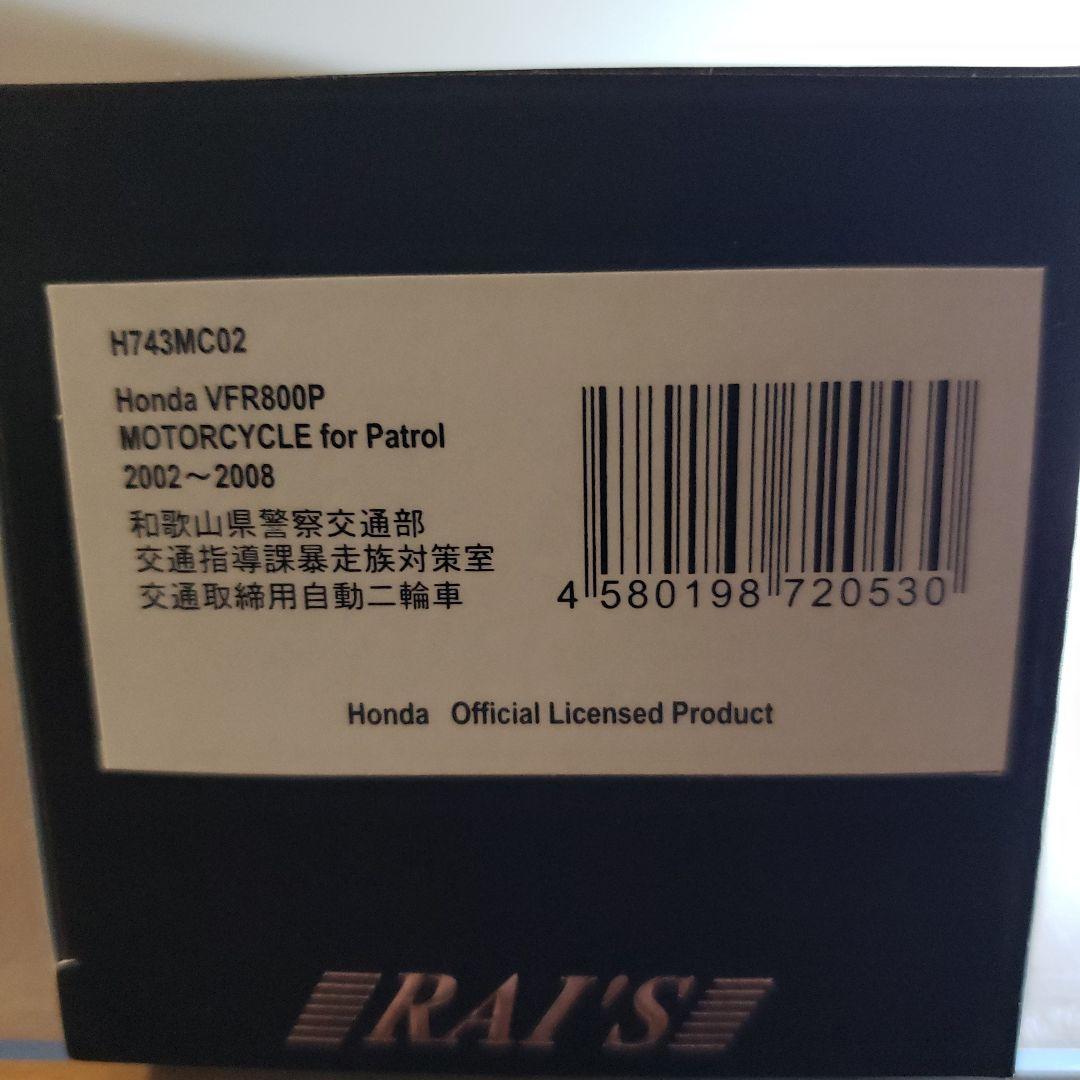 H743MC02
Honda VFR800P
MOTORCYCLE for Patrol
2002～2008
和歌山県警察交通部
交通指導課暴走族対策室
交通取締用自動二輪車
4 580198 720530
Honda Official Licensed Product
RAI'S